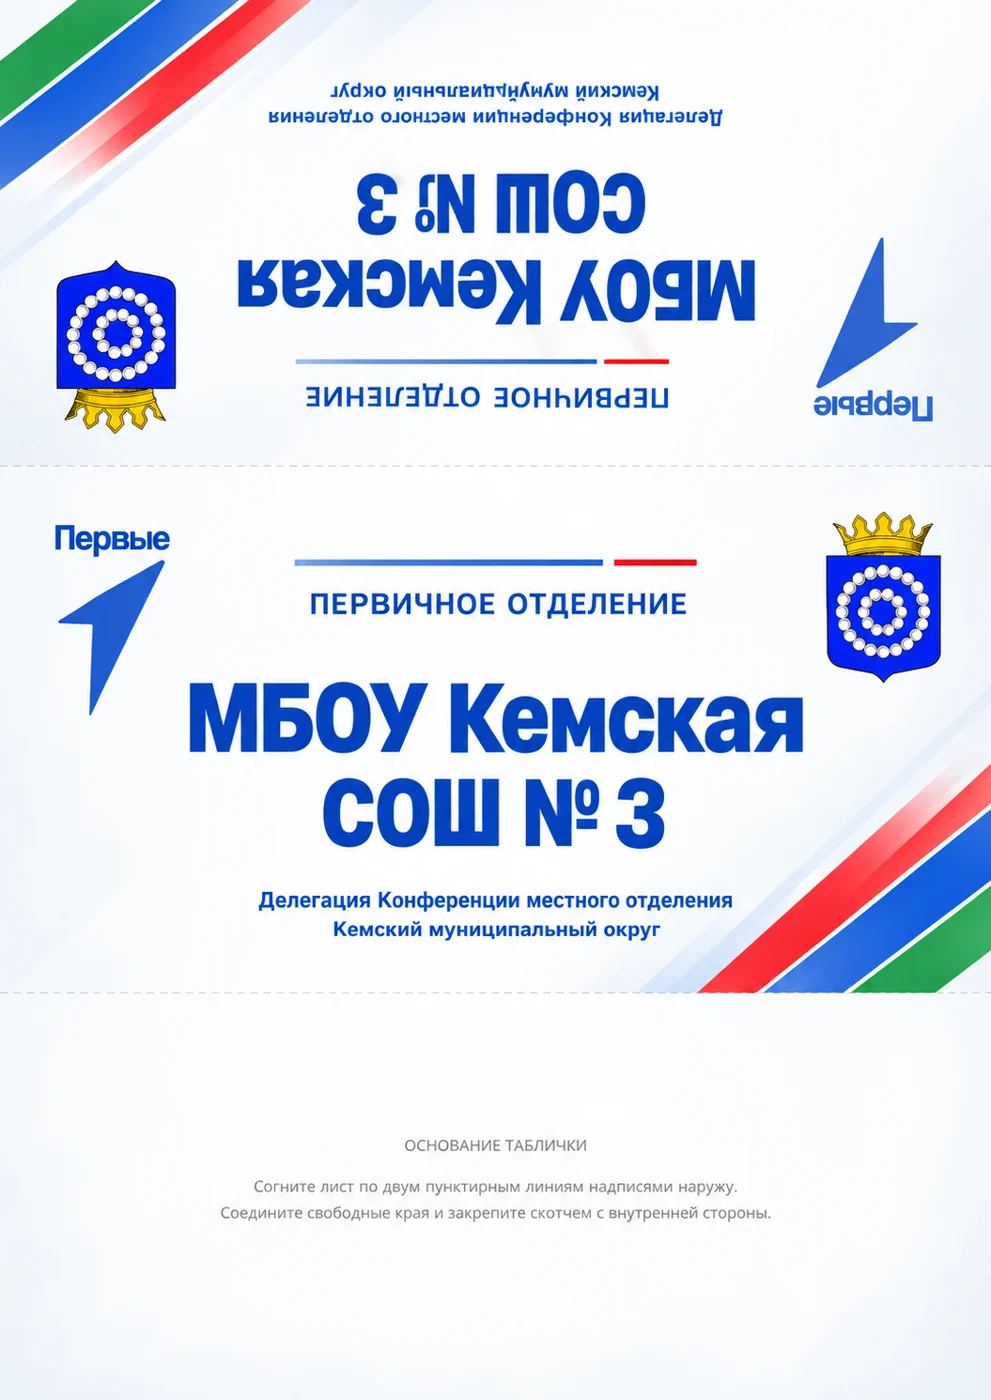 Первые
ПЕРВИЧНОЕ ОТДЕЛЕНИЕ
МБОУ Кемская
СОШ № 3
Делегация Конференции местного отделения
Кемский округ
Первые
ПЕРВИЧНОЕ ОТДЕЛЕНИЕ
МБОУ Кемская
СОШ № 3
Делегация Конференции местного отделения
Кемский муниципальный округ
ОСНОВАНИЕ ТАБЛИЧКИ
Согните лист по двум пунктирным линиям надписями наружу.
Соедините свободные края и закрепите скотчем с внутренней стороны.